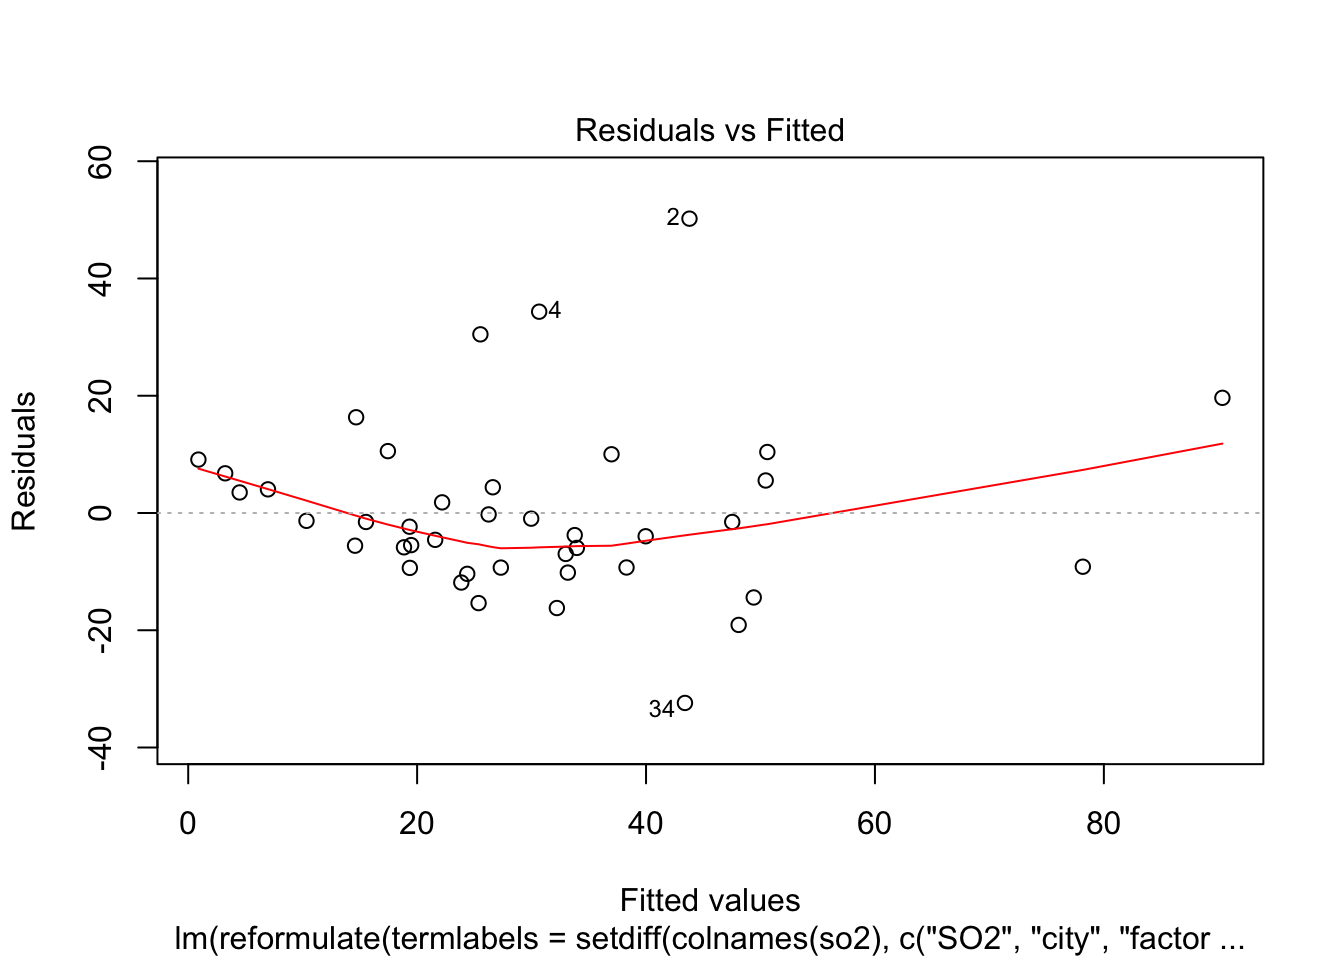 Residuals vs Fitted
60
40
20
0
-20
-40
Residuals
2
4
34
0 20 40 60 80
Fitted values
lm(reformulate(termlabels = setdiff(colnames(so2), c("SO2", "city", "factor ...